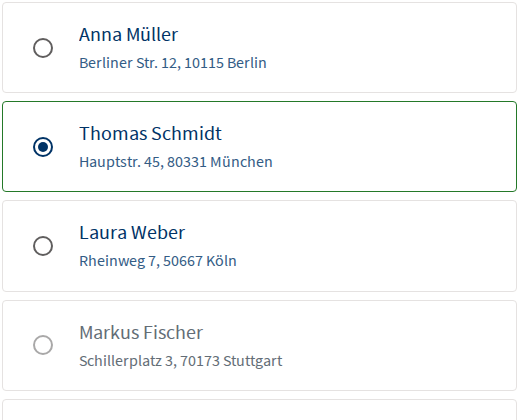 Anna Müller
Berliner Str. 12, 10115 Berlin
Thomas Schmidt
Hauptstr. 45, 80331 München
Laura Weber
Rheinweg 7, 50667 Köln
Markus Fischer
Schillerplatz 3, 70173 Stuttgart